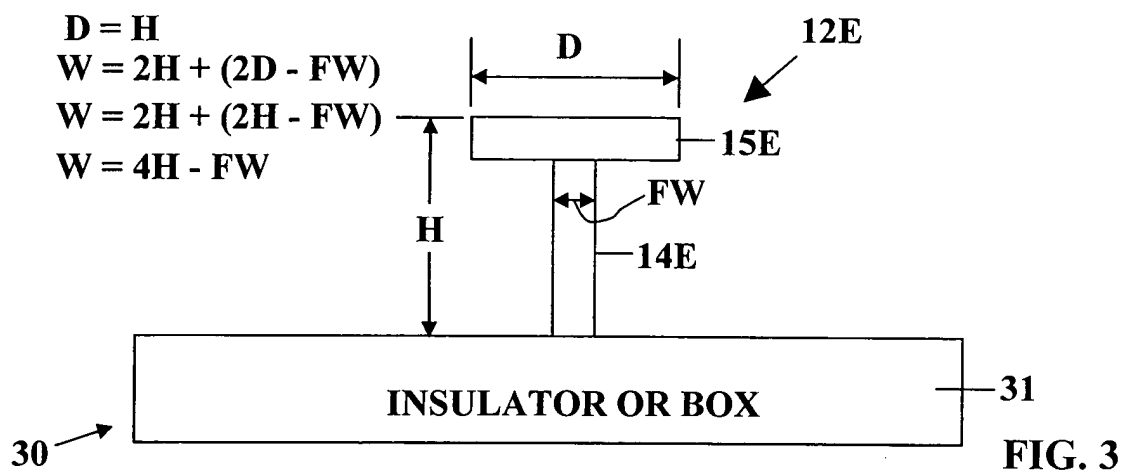 D = H
W = 2H + (2D - FW)
W = 2H + (2H - FW)
W = 4H - FW
D
12E
15E
FW
H
14E
INSULATOR OR BOX
31
30
FIG. 3